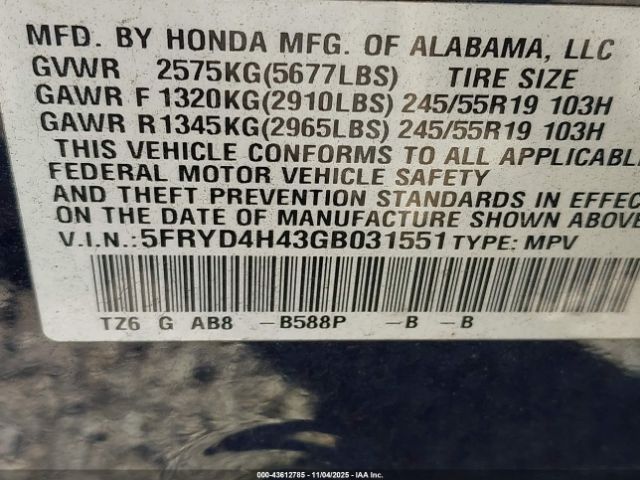 MFD. BY HONDA MFG. OF ALABAMA, LLC
GVWR 2575KG(5677LBS) TIRE SIZE
GAWR F 1320KG(2910LBS) 245/55R19 103H
GAWR R1345KG(2965LBS) 245/55R19 103H
THIS VEHICLE CONFORMS TO ALL APPLICABL
FEDERAL MOTOR VEHICLE SAFETY
AND THEFT PREVENTION STANDARDS IN EFFEC
ON THE DATE OF MANUFACTURE SHOWN ABOVE
V.I.N.:5FRYD4H43GB031551 TYPE: MPV
TZ6 G AB8 -B588P -B -B
000-43612785 - 11/04/2025 - IAA Inc.